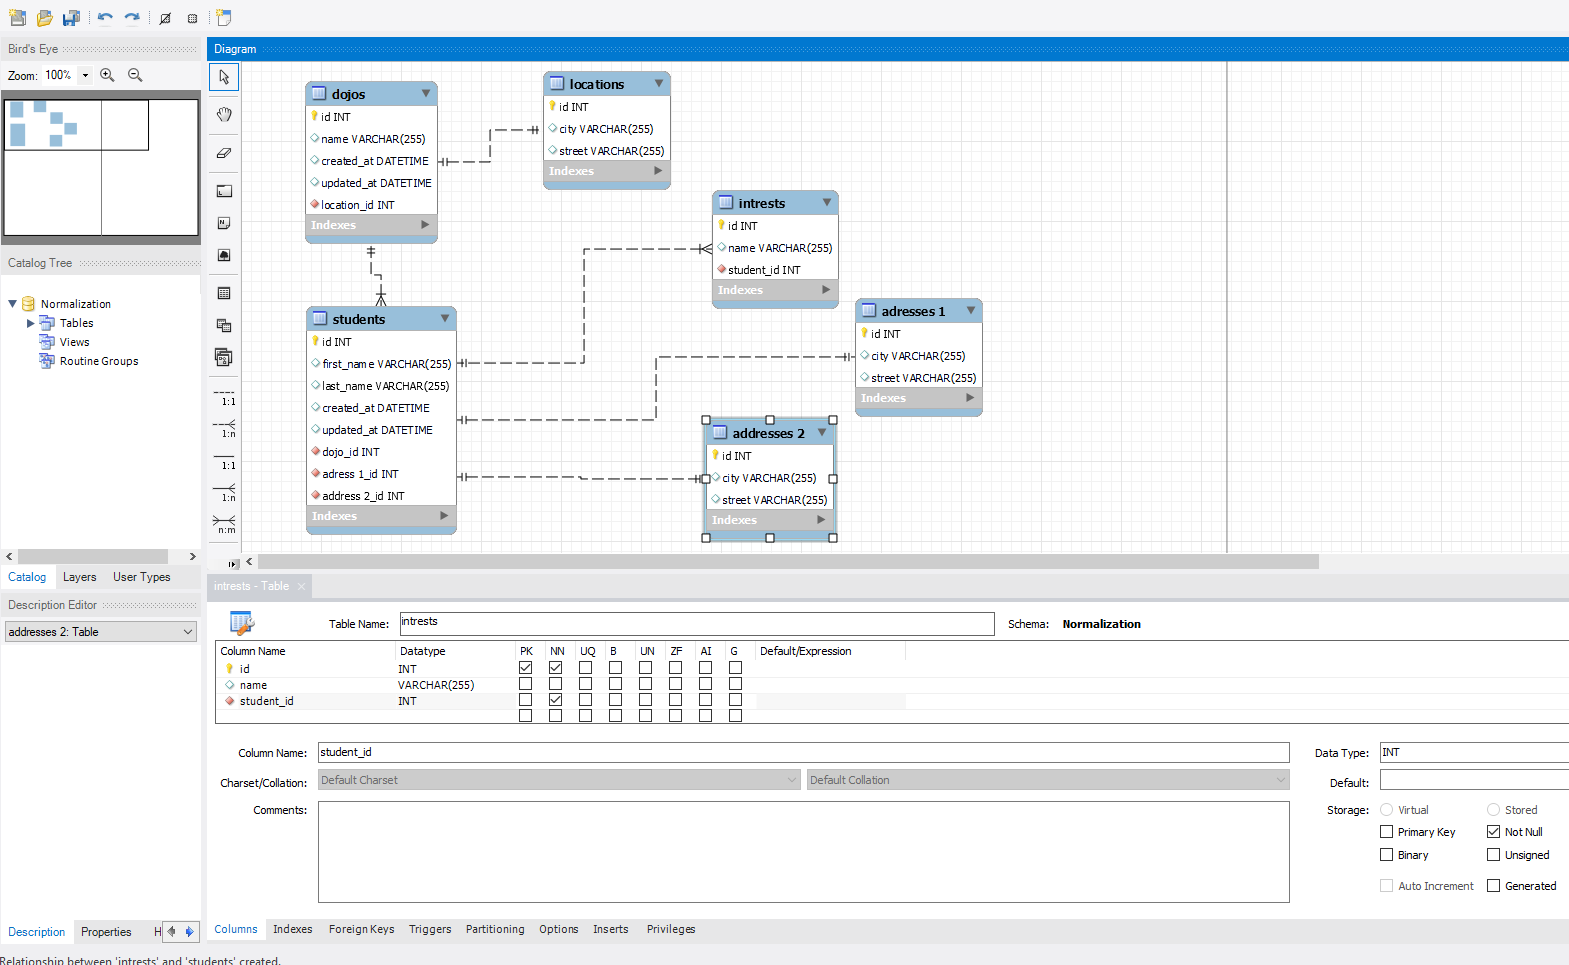 Bird's Eye
Zoom: 100%
Catalog Tree
Normalization
Tables
Views
Routine Groups
Catalog Layers User Types
Description Editor
addresses 2: Table
Description Properties H
Diagram
1:1
1:n
1:1
1:n
n:m
dojos
id INT
name VARCHAR(255)
created_at DATETIME
updated_at DATETIME
location_id INT
Indexes
locations
id INT
city VARCHAR(255)
street VARCHAR(255)
Indexes
intrests
id INT
name VARCHAR(255)
student_id INT
Indexes
students
id INT
first_name VARCHAR(255)
last_name VARCHAR(255)
created_at DATETIME
updated_at DATETIME
dojo_id INT
adress 1_id INT
address 2_id INT
Indexes
adresses 1
id INT
city VARCHAR(255)
street VARCHAR(255)
Indexes
addresses 2
id INT
city VARCHAR(255)
street VARCHAR(255)
Indexes
intrests - Table
Table Name: intrests Schema: Normalization
Column Name Datatype PK NN UQ B UN ZF AI G Default/Expression
id INT
name VARCHAR(255)
student_id INT
Column Name: student_id Data Type: INT
Charset/Collation: Default Charset Default Collation Default:
Comments: Storage: Virtual Stored
Primary Key Not Null
Binary Unsigned
Auto Increment Generated
Columns Indexes Foreign Keys Triggers Partitioning Options Inserts Privileges
Relationship between 'intrests' and 'students' created.